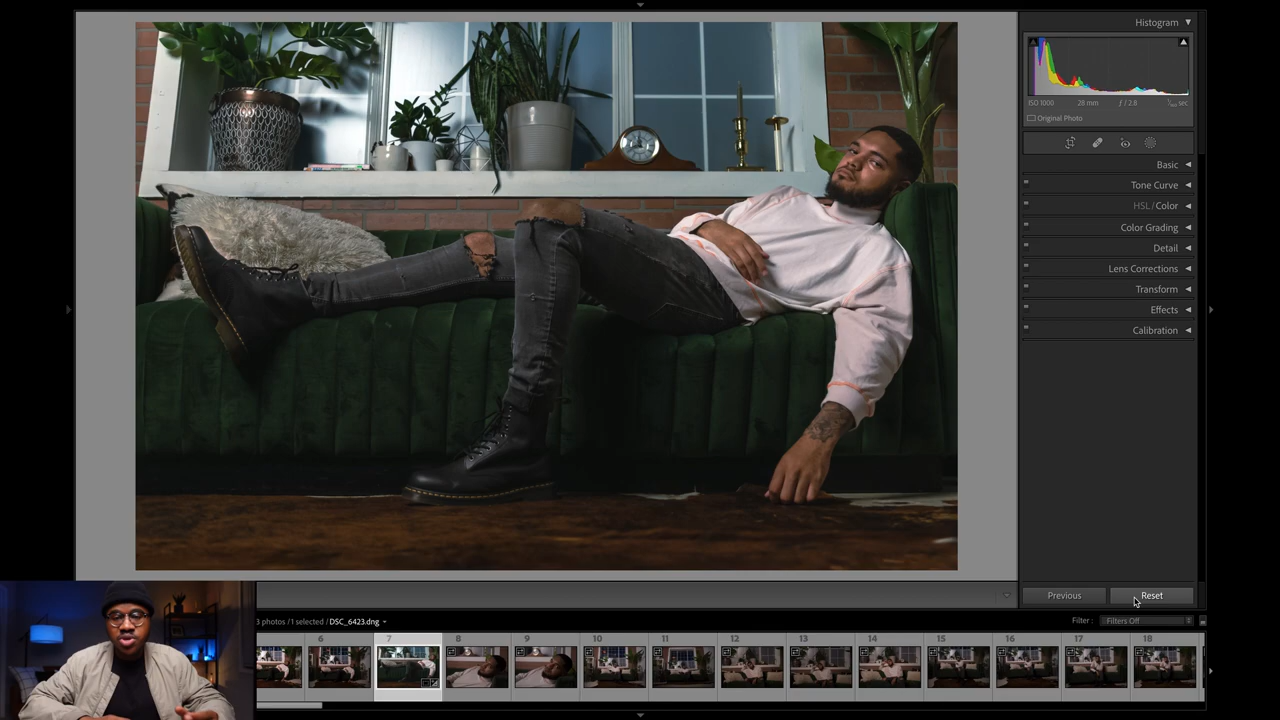 Histogram
ISO 1000 28 mm ƒ / 2.8 sec
Original Photo
Basic
Tone Curve
HSL / Color
Color Grading
Detail
Lens Corrections
Transform
Effects
Calibration
Previous Reset
3 photos / 1 selected / DSC_6423.dng
Filter : Filters Off
6 7 8 9 10 11 12 13 14 15 16 17 18